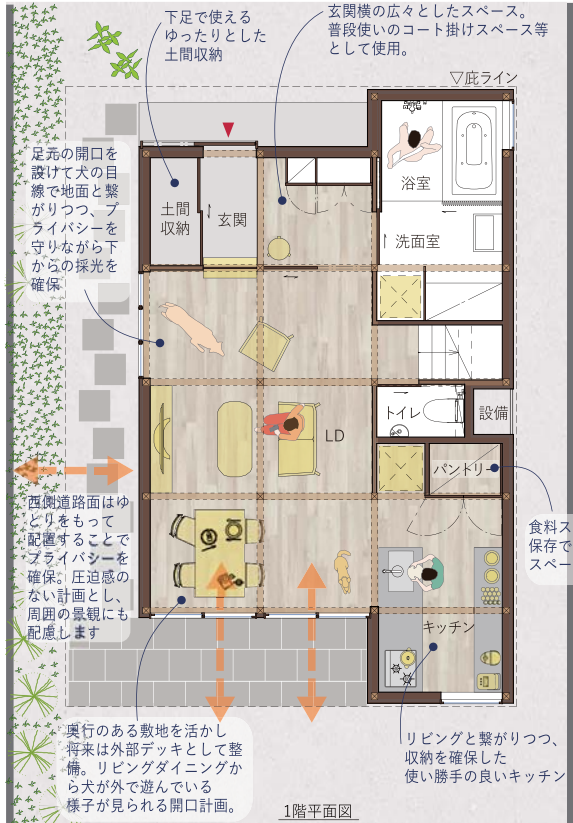 下足で使える
ゆったりとした
土間収納
玄関横の広々としたスペース。
普段使いのコート掛けスペース等
として使用。
▽庇ライン
足元の開口を
設けて犬の目
線で地面と繋
がりつつ、プ
ライバシーを
守りながら下
からの採光を
確保
土間
収納
玄関
浴室
洗面室
LD
トイレ
設備
パントリー
西側道路面はゆ
とりをもって
配置することで
プライバシーを
確保。圧迫感の
ない計画とし、
周囲の景観にも
配慮します
食料ス
保存で
スペー
キッチン
奥行のある敷地を活かし
将来は外部デッキとして整
備。リビングダイニングか
ら犬が外で遊んでいる
様子が見られる開口計画。
リビングと繋がりつつ、
収納を確保した
使い勝手の良いキッチン
1階平面図